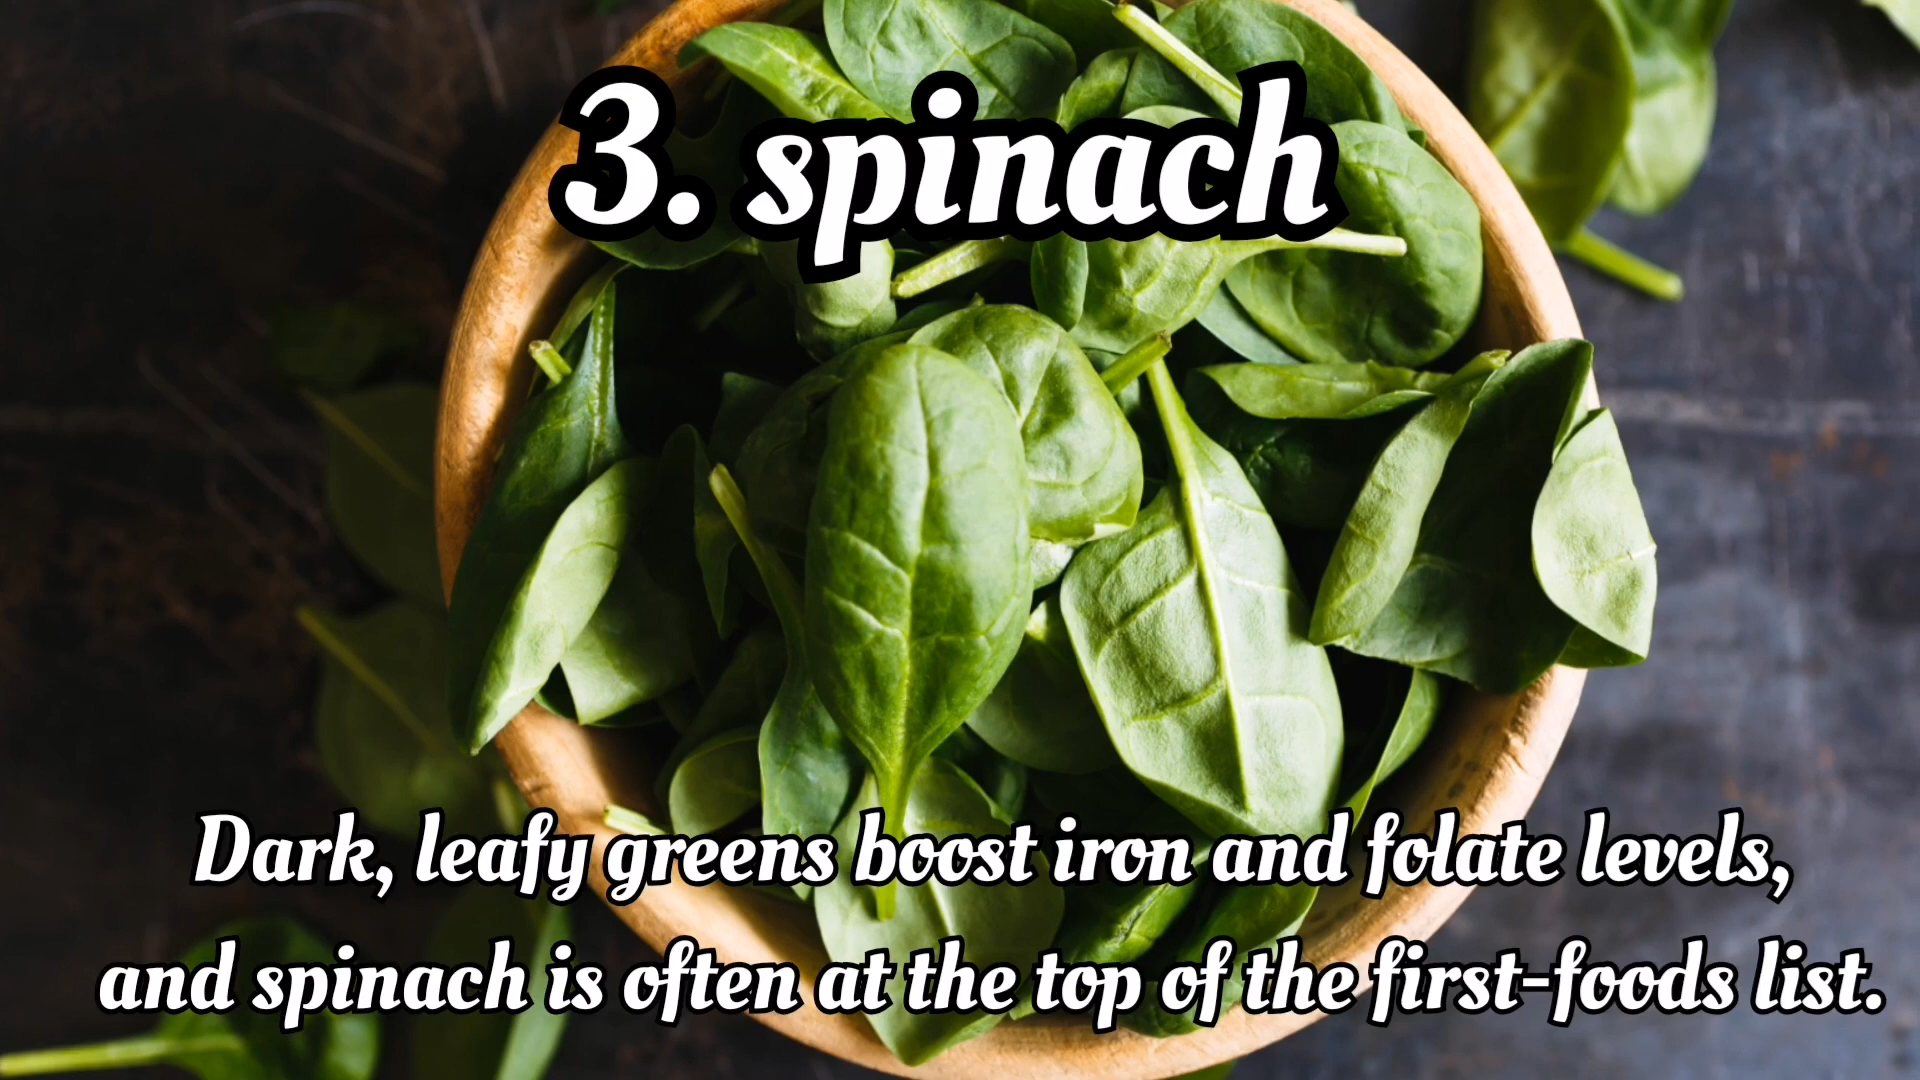 3. spinach
Dark, leafy greens boost iron and folate levels,
and spinach is often at the top of the first-foods list.